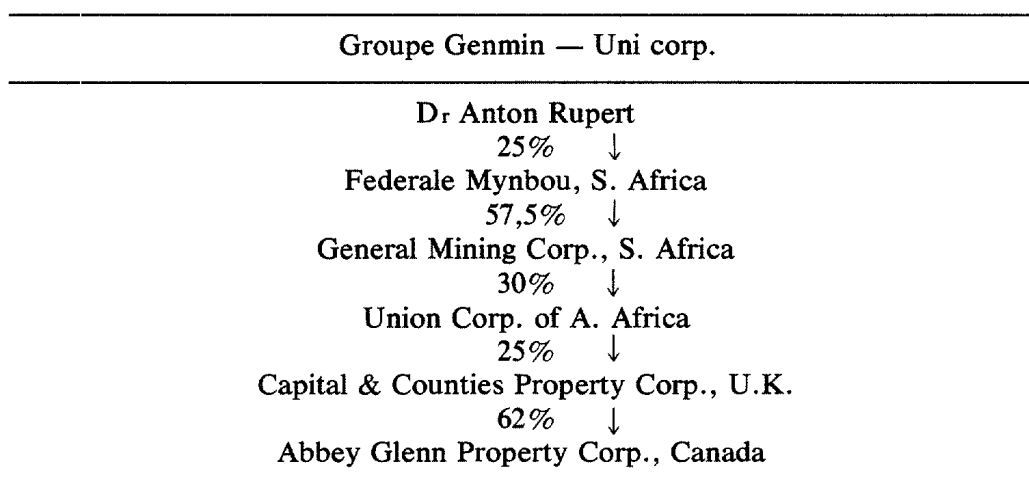 Groupe Genmin — Uni corp.
Dr Anton Rupert
25% ↓
Federale Mynbou, S. Africa
57,5% ↓
General Mining Corp., S. Africa
30% ↓
Union Corp. of A. Africa
25% ↓
Capital & Counties Property Corp., U.K.
62% ↓
Abbey Glenn Property Corp., Canada